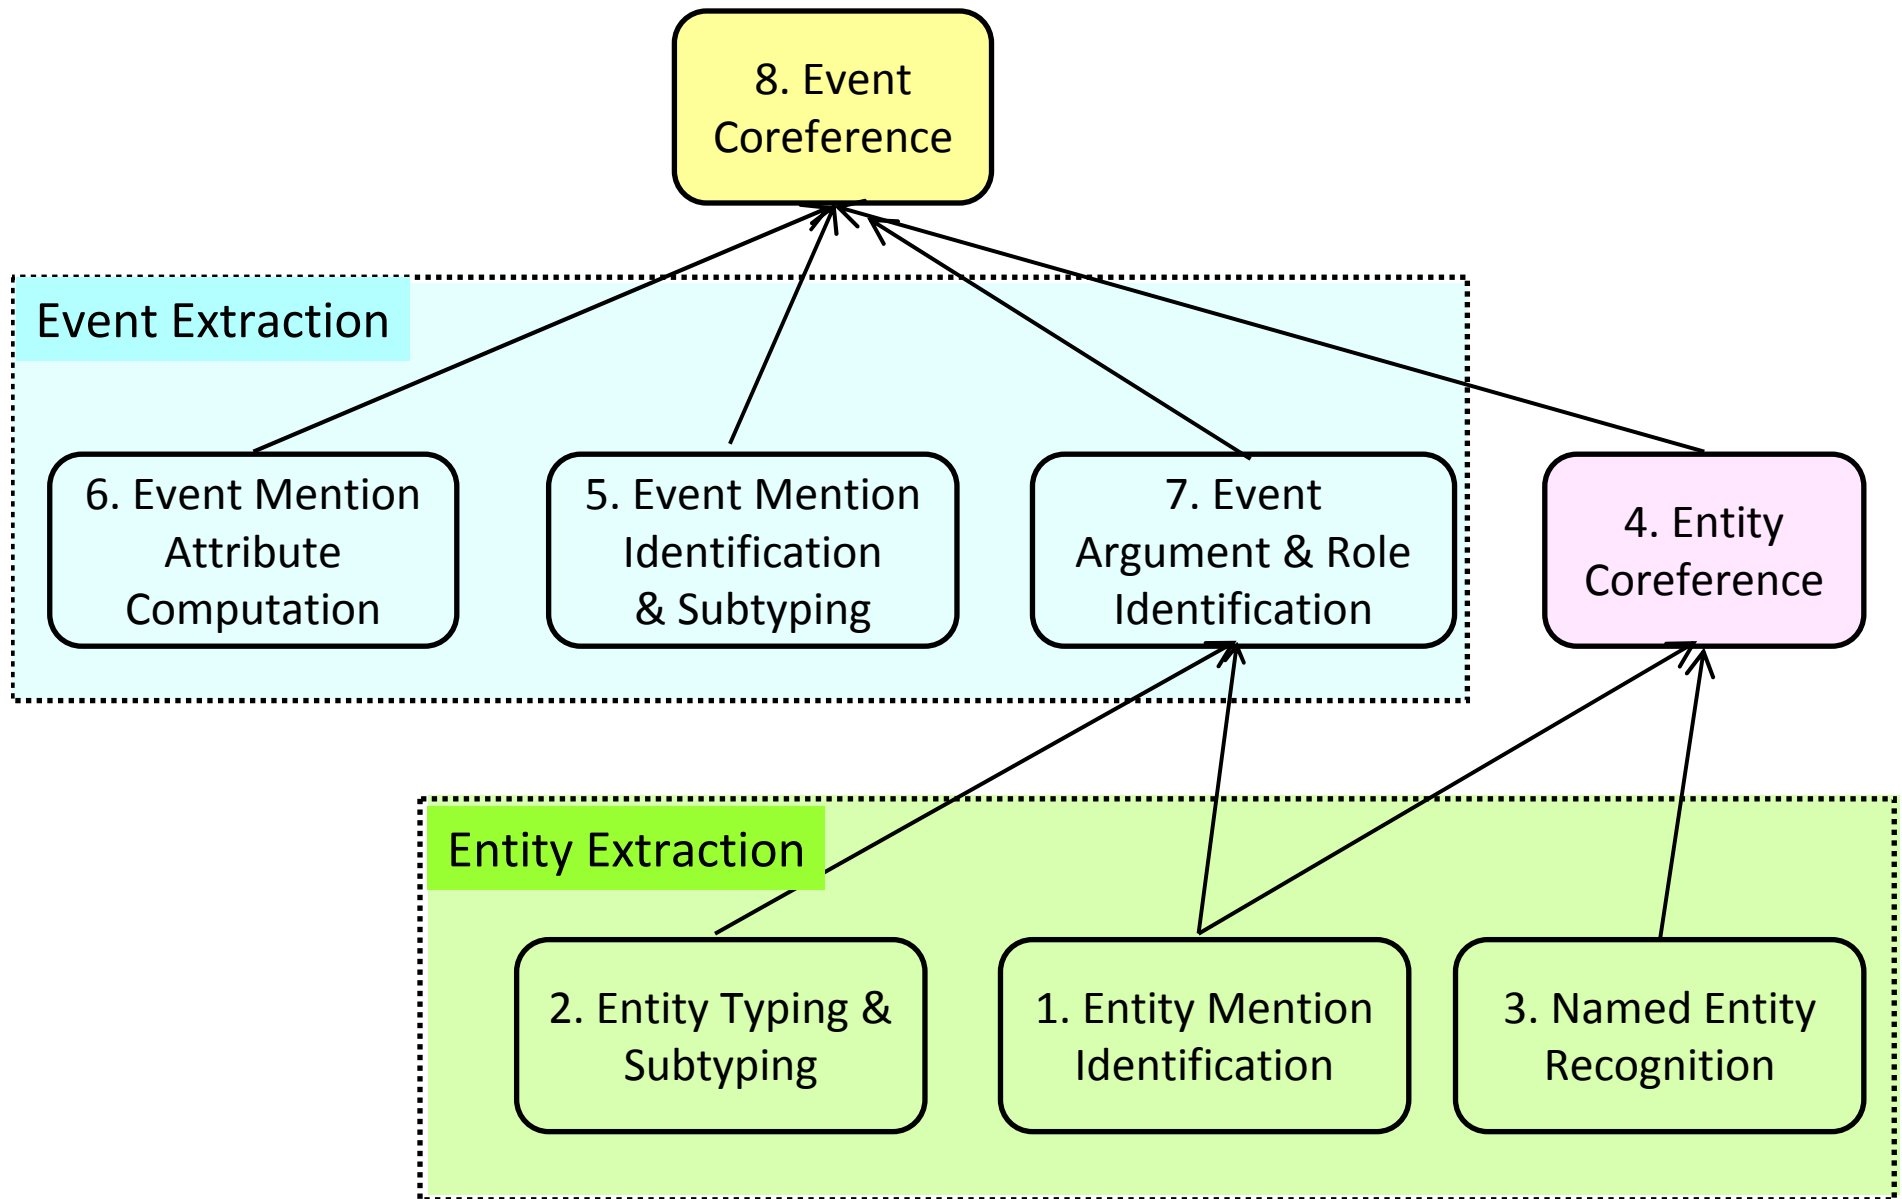 8. Event
Coreference
Event Extraction
6. Event Mention
Attribute
Computation
5. Event Mention
Identification
& Subtyping
7. Event
Argument & Role
Identification
4. Entity
Coreference
Entity Extraction
2. Entity Typing &
Subtyping
1. Entity Mention
Identification
3. Named Entity
Recognition